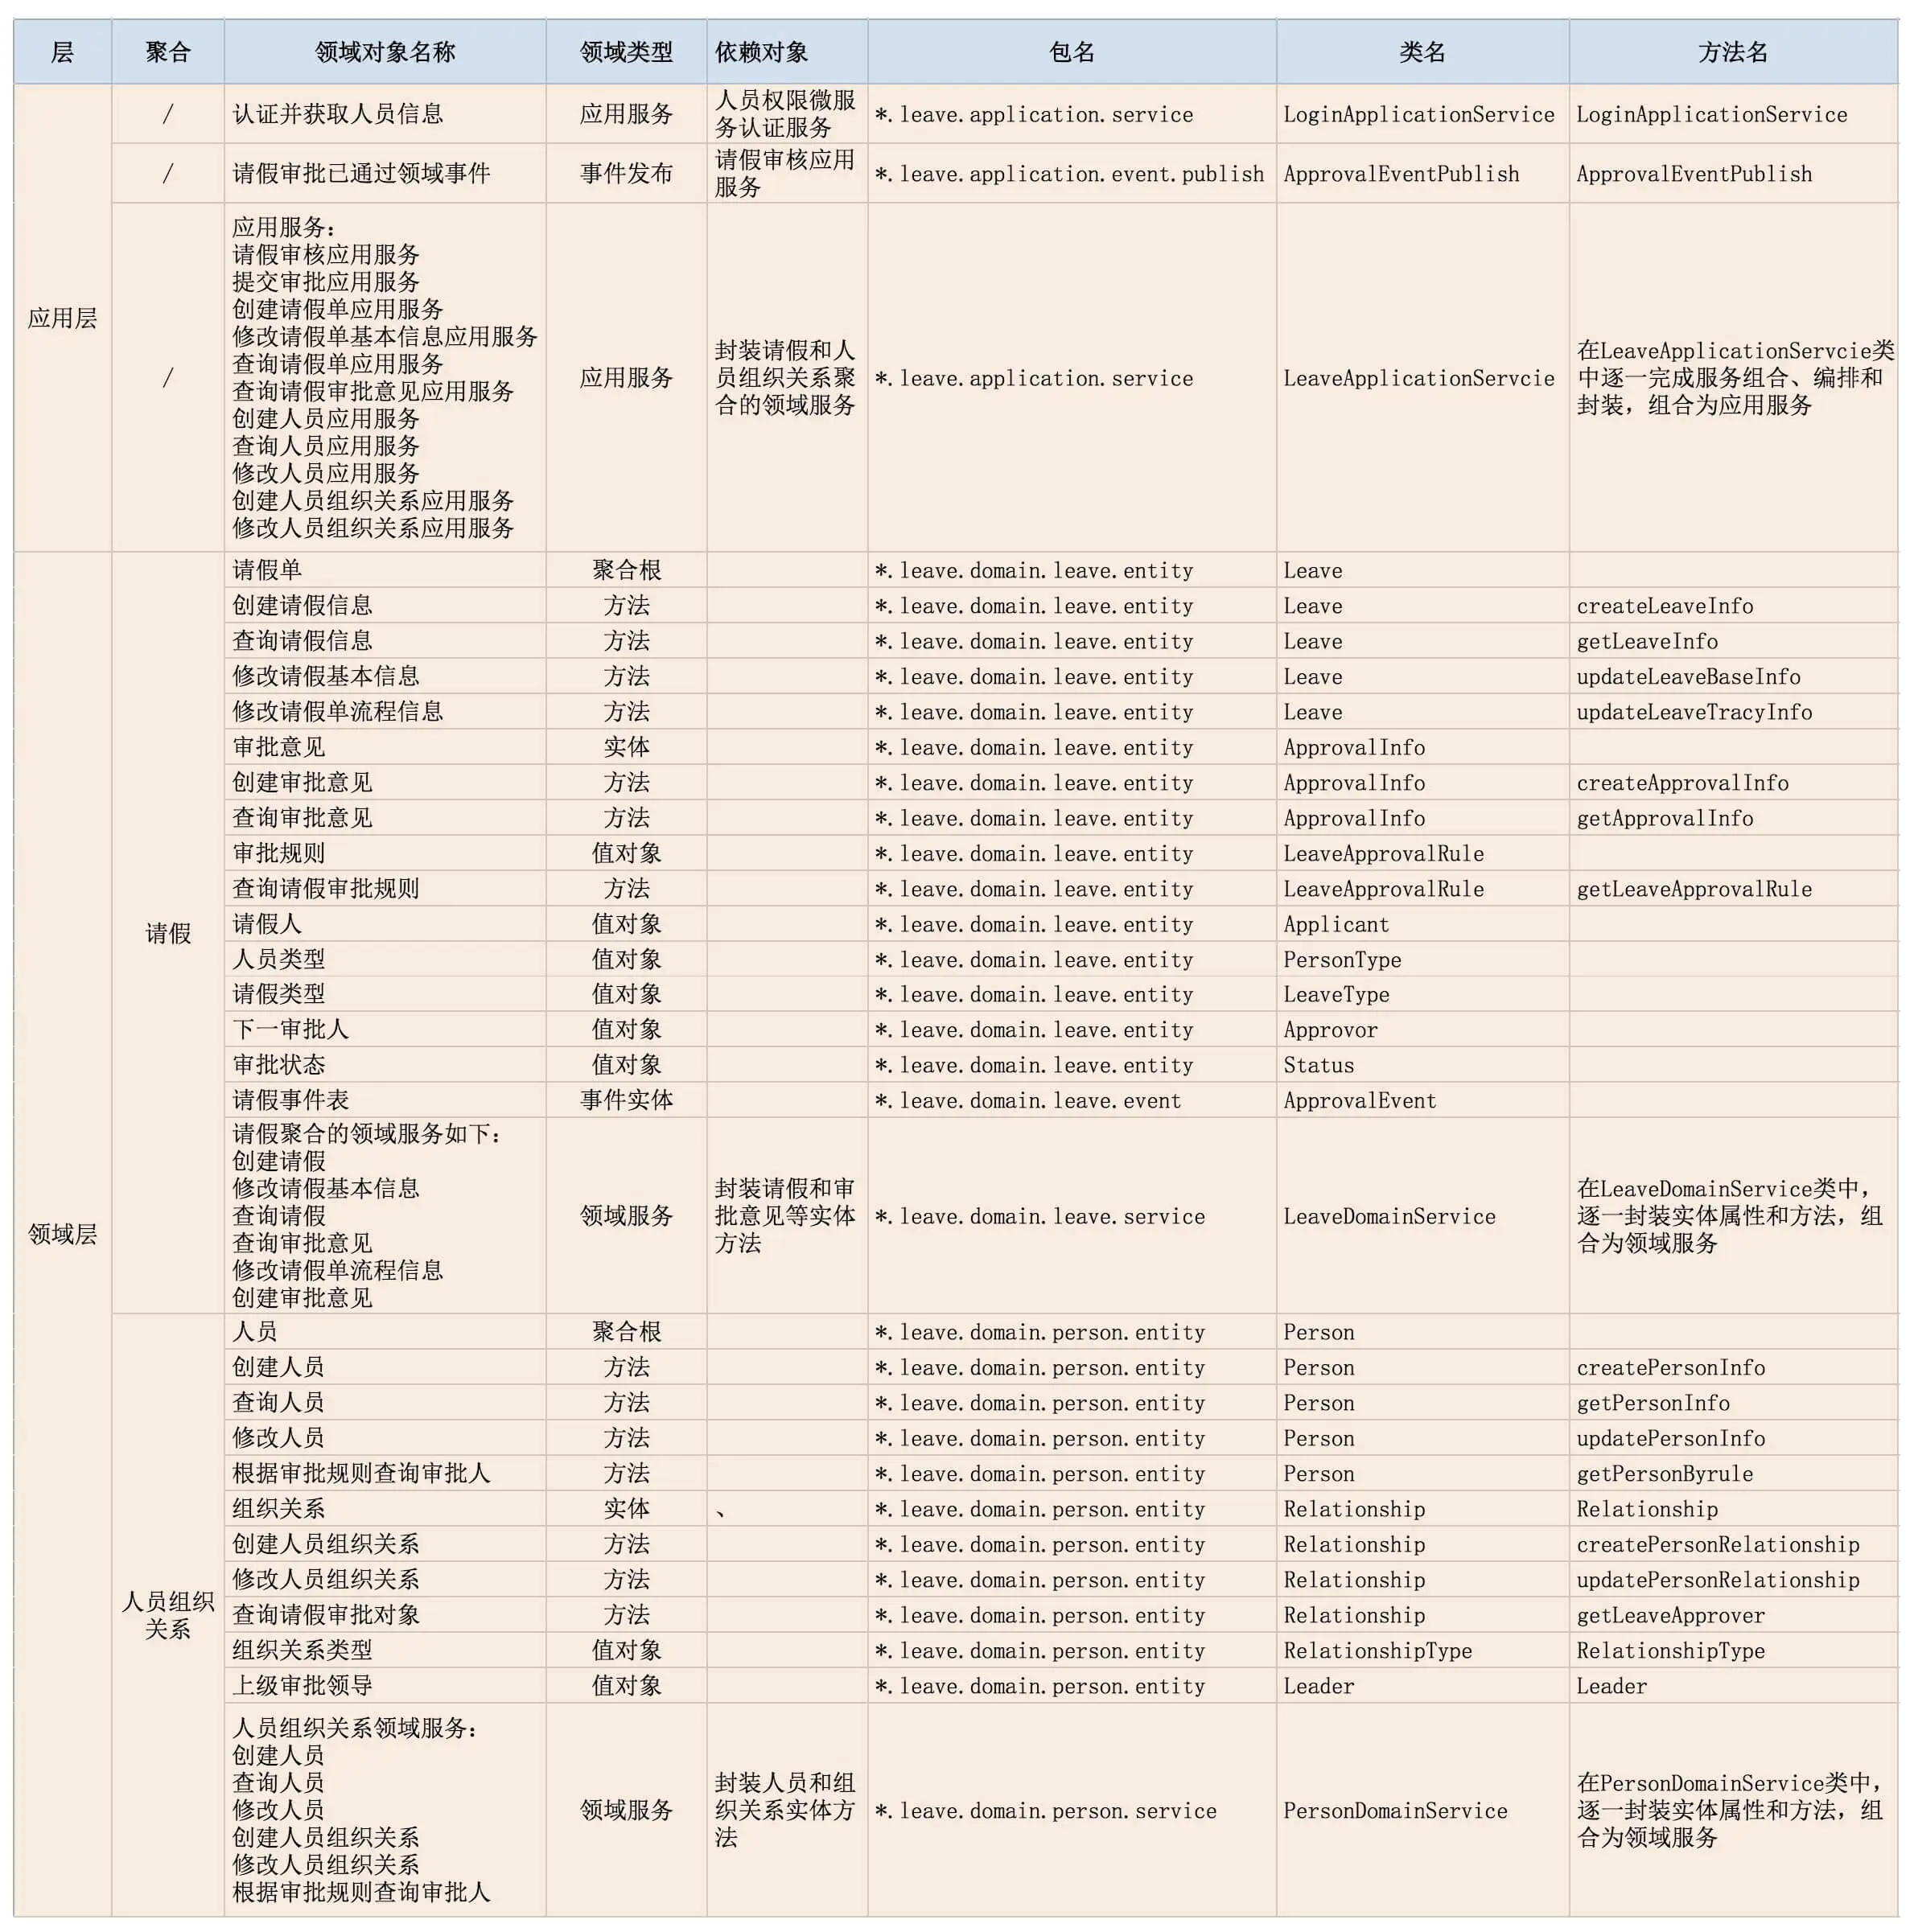 层 聚合 领域对象名称 领域类型 依赖对象 包名 类名 方法名
应用层
/ 认证并获取人员信息 应用服务 人员权限微服
务认证服务 *.leave.application.service LoginApplicationService LoginApplicationService
/ 请假审批已通过领域事件 事件发布 请假审核应用
服务 *.leave.application.event.publish ApprovalEventPublish ApprovalEventPublish
/
应用服务：
请假审核应用服务
提交审批应用服务
创建请假单应用服务
修改请假单基本信息应用服务
查询请假单应用服务
查询请假审批意见应用服务
创建人员应用服务
查询人员应用服务
修改人员应用服务
创建人员组织关系应用服务
修改人员组织关系应用服务
应用服务
封装请假和人
员组织关系聚
合的领域服务
*.leave.application.service
LeaveApplicationServcie
在LeaveApplicationServcie类
中逐一完成服务组合、编排和
封装，组合为应用服务
领域层
请假
请假单 聚合根 *.leave.domain.leave.entity Leave
创建请假信息 方法 *.leave.domain.leave.entity Leave createLeaveInfo
查询请假信息 方法 *.leave.domain.leave.entity Leave getLeaveInfo
修改请假基本信息 方法 *.leave.domain.leave.entity Leave updateLeaveBaseInfo
修改请假单流程信息 方法 *.leave.domain.leave.entity Leave updateLeaveTracyInfo
审批意见 实体 *.leave.domain.leave.entity ApprovalInfo
创建审批意见 方法 *.leave.domain.leave.entity ApprovalInfo createApprovalInfo
查询审批意见 方法 *.leave.domain.leave.entity ApprovalInfo getApprovalInfo
审批规则 值对象 *.leave.domain.leave.entity LeaveApprovalRule
查询请假审批规则 方法 *.leave.domain.leave.entity LeaveApprovalRule getLeaveApprovalRule
请假人 值对象 *.leave.domain.leave.entity Applicant
人员类型 值对象 *.leave.domain.leave.entity PersonType
请假类型 值对象 *.leave.domain.leave.entity LeaveType
下一审批人 值对象 *.leave.domain.leave.entity Approvor
审批状态 值对象 *.leave.domain.leave.entity Status
请假事件表 事件实体 *.leave.domain.leave.event ApprovalEvent
请假聚合的领域服务如下：
创建请假
修改请假基本信息
查询请假
查询审批意见
修改请假单流程信息
创建审批意见
领域服务
封装请假和审
批意见等实体
方法
*.leave.domain.leave.service
LeaveDomainService
在LeaveDomainService类中，
逐一封装实体属性和方法，组
合为领域服务
人员组织
关系
人员 聚合根 *.leave.domain.person.entity Person
创建人员 方法 *.leave.domain.person.entity Person createPersonInfo
查询人员 方法 *.leave.domain.person.entity Person getPersonInfo
修改人员 方法 *.leave.domain.person.entity Person updatePersonInfo
根据审批规则查询审批人 方法 *.leave.domain.person.entity Person getPersonByrule
组织关系 实体 、 *.leave.domain.person.entity Relationship Relationship
创建人员组织关系 方法 *.leave.domain.person.entity Relationship createPersonRelationship
修改人员组织关系 方法 *.leave.domain.person.entity Relationship updatePersonRelationship
查询请假审批对象 方法 *.leave.domain.person.entity Relationship getLeaveApprover
组织关系类型 值对象 *.leave.domain.person.entity RelationshipType RelationshipType
上级审批领导 值对象 *.leave.domain.person.entity Leader Leader
人员组织关系领域服务：
创建人员
查询人员
修改人员
创建人员组织关系
修改人员组织关系
根据审批规则查询审批人
领域服务
封装人员和组
织关系实体方
法
*.leave.domain.person.service
PersonDomainService
在PersonDomainService类中，
逐一封装实体属性和方法，组
合为领域服务